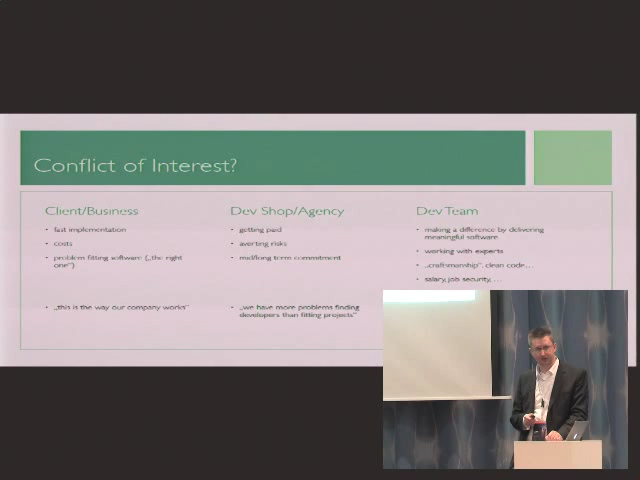 Conflict of Interest?
Client/Business
• fast implementation
• costs
• problem fitting software („the right
one")
• „this is the way our company works"
Dev Shop/Agency
• getting paid
• averting risks
• mid/long term commitment
• „we have more problems finding
developers than fitting projects"
Dev Team
• making a difference by delivering
meaningful software
• working with experts
• „craftsmanship", clean code…
• salary, job security, …